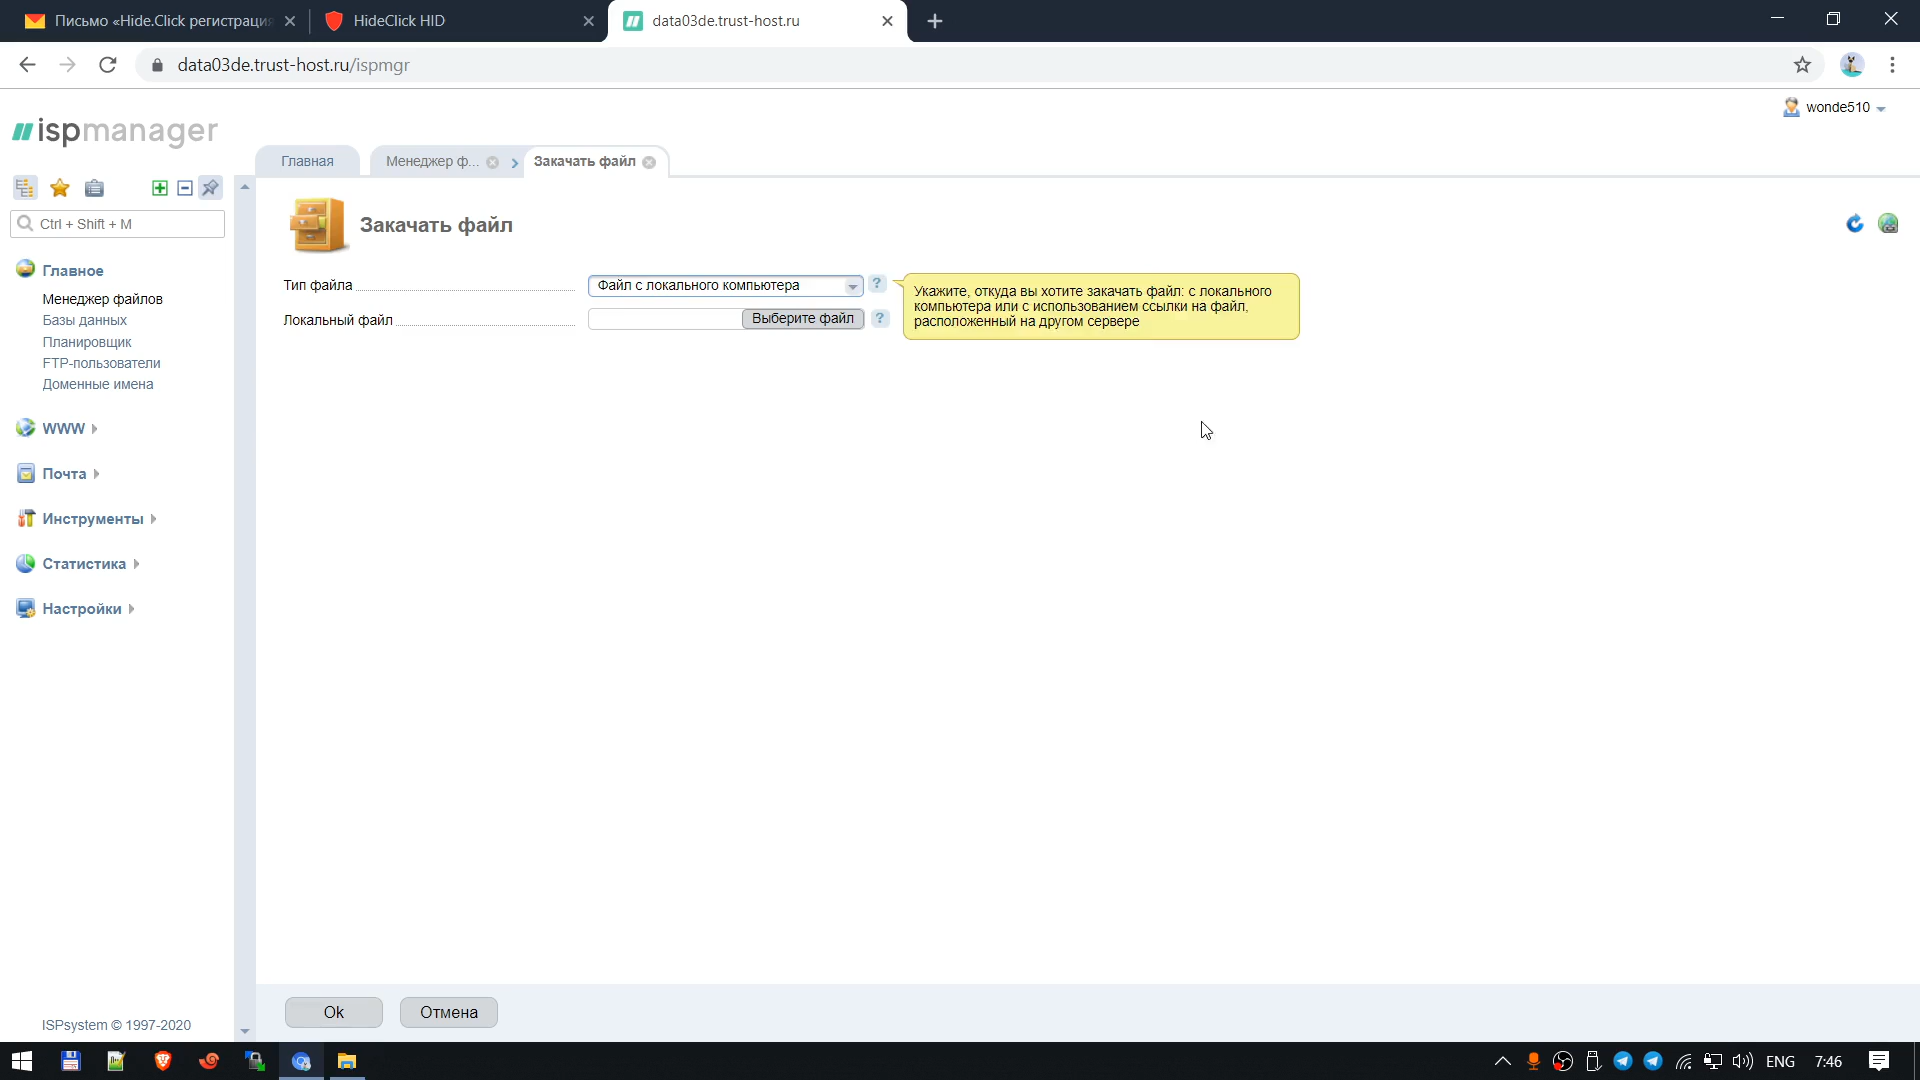 Письмо «Hide.Click регистрация
HideClick HID
data03de.trust-host.ru
data03de.trust-host.ru/ispmgr
wonde510
ispmanager
Главная
Менеджер ф...
Закачать файл
Ctrl + Shift + M
Закачать файл
Главное
Менеджер файлов
Базы данных
Планировщик
FTP-пользователи
Доменные имена
WWW
Почта
Инструменты
Статистика
Настройки
Тип файла
Файл с локального компьютера
?
Локальный файл
Выберите файл
?
Укажите, откуда вы хотите закачать файл: с локального
компьютера или с использованием ссылки на файл,
расположенный на другом сервере
Ok
Отмена
ISPsystem © 1997-2020
ENG
7:46